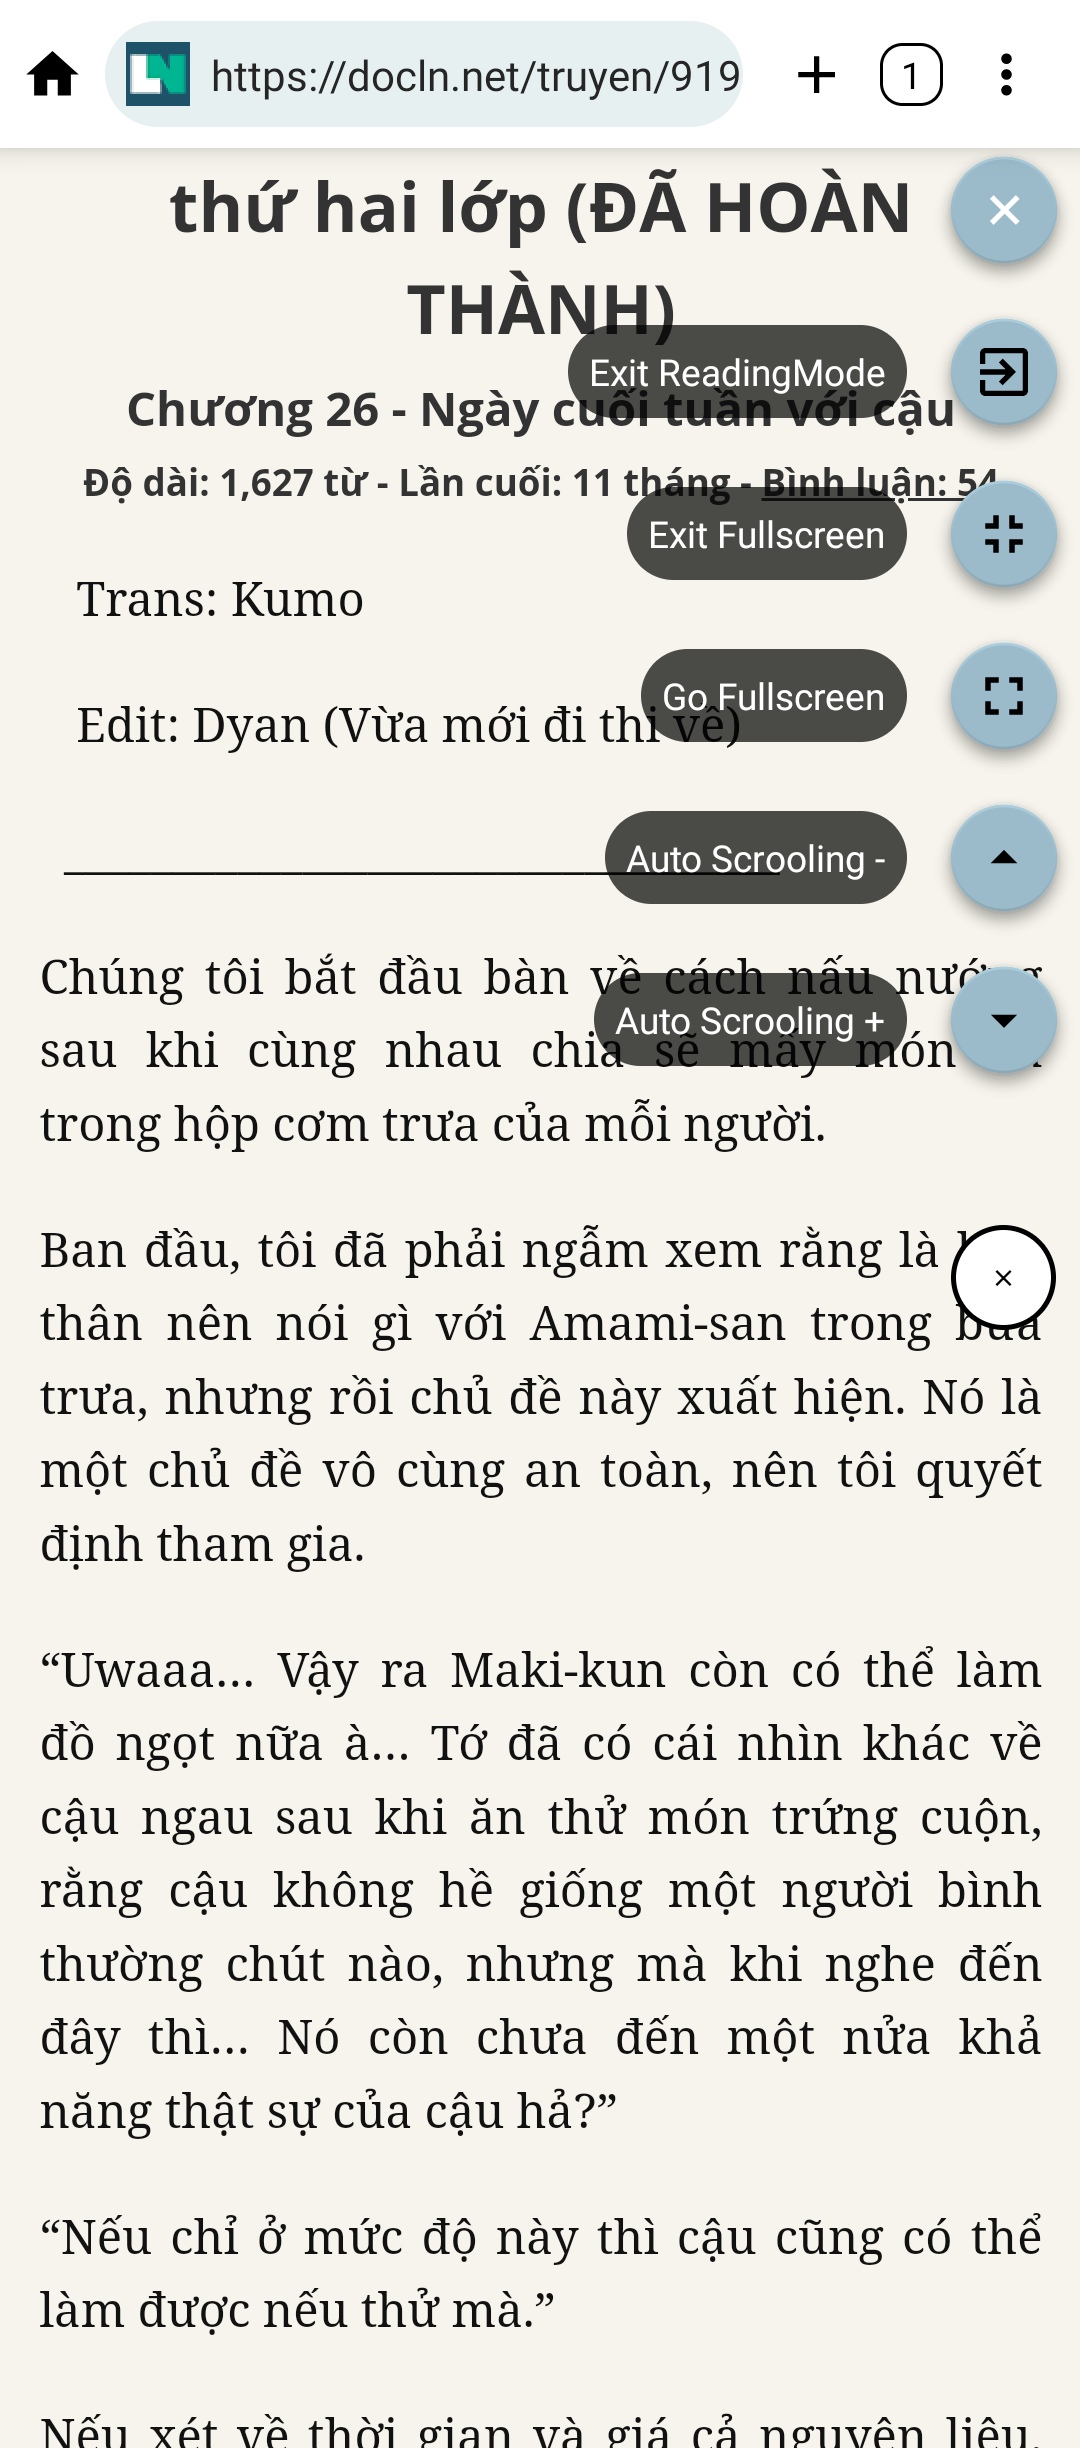 https://docln.net/truyen/919
1
thứ hai lớp (ĐÃ HOÀN
THÀNH)
Exit ReadingMode
Chương 26 - Ngày cuối tuần với cậu
Độ dài: 1,627 từ - Lần cuối: 11 tháng - Bình luận: 54
Exit Fullscreen
Trans: Kumo
Go Fullscreen
Edit: Dyan (Vừa mới đi thi về)
Auto Scrooling -
Chúng tôi bắt đầu bàn về cách nấu nướng
Auto Scrooling +
sau khi cùng nhau chia sẽ mấy món
trong hộp cơm trưa của mỗi người.
Ban đầu, tôi đã phải ngẫm xem rằng là
thân nên nói gì với Amami-san trong bữa
trưa, nhưng rồi chủ đề này xuất hiện. Nó là
một chủ đề vô cùng an toàn, nên tôi quyết
định tham gia.
“Uwaaa... Vậy ra Maki-kun còn có thể làm
đồ ngọt nữa à... Tớ đã có cái nhìn khác về
cậu ngau sau khi ăn thử món trứng cuộn,
rằng cậu không hề giống một người bình
thường chút nào, nhưng mà khi nghe đến
đây thì... Nó còn chưa đến một nửa khả
năng thật sự của cậu hả?”
“Nếu chỉ ở mức độ này thì cậu cũng có thể
làm được nếu thử mà.”
Nếu xét về thời gian và giá cả nguyên liệu,